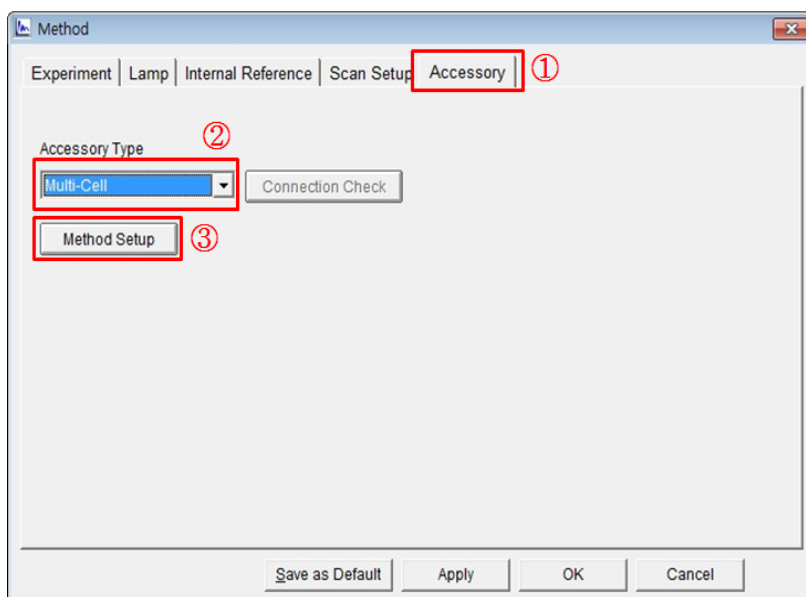 Method
Experiment Lamp Internal Reference Scan Setup Accessory ①
②
Accessory Type
Multi-Cell Connection Check
Method Setup ③
Save as Default Apply OK Cancel